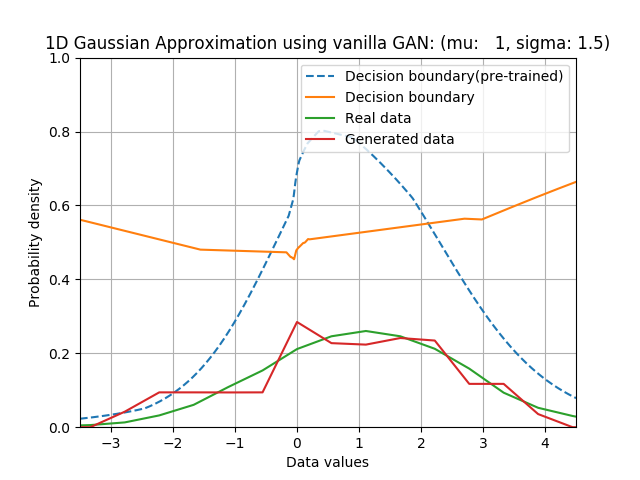 1D Gaussian Approximation using vanilla GAN: (mu:   1, sigma: 1.5)
Decision boundary(pre-trained)
Decision boundary
Real data
Generated data
1.0
0.8
0.6
0.4
0.2
0.0
Probability density
−3 −2 −1 0 1 2 3 4
Data values